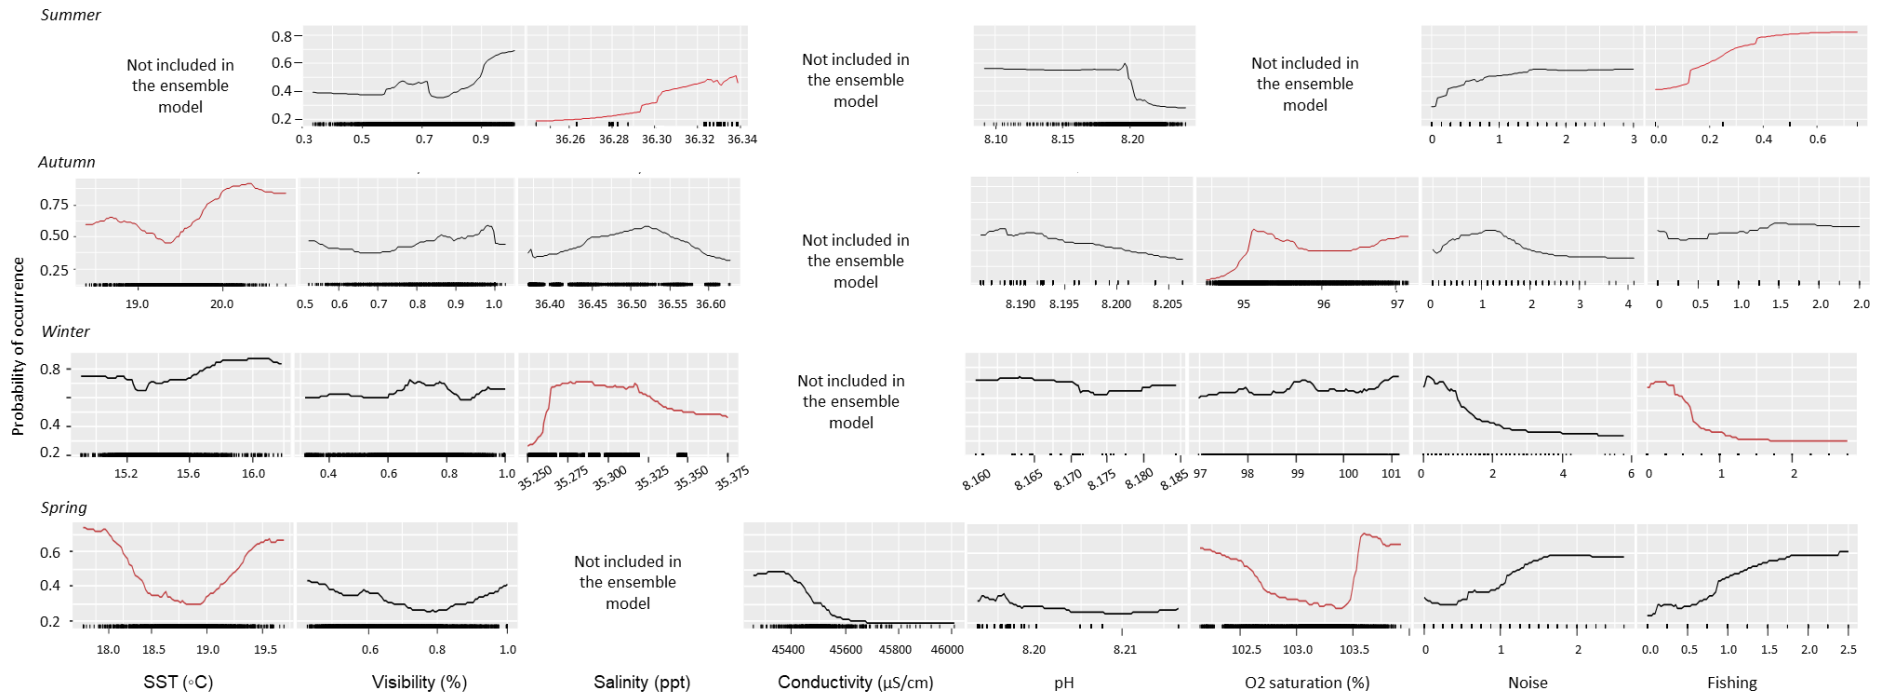 Summer
Not included in
the ensemble
model
0.8
0.6
0.4
0.2
0.3 0.5 0.7 0.9
36.26 36.28 36.30 36.32 36.34
Not included in
the ensemble
model
8.10 8.15 8.20
Not included in
the ensemble
model
0 1 2 3
0.0 0.2 0.4 0.6
Autumn
0.75
0.50
0.25
19.0 20.0
0.5 0.6 0.7 0.8 0.9 1.0
36.40 36.45 36.50 36.55 36.60
Not included in
the ensemble
model
8.190 8.195 8.200 8.205
95 96 97
0 1 2 3 4
0 0.5 1.0 1.5 2.0 2.0
Probability of occurrence
Winter
0.8
0.4
0.2
15.2 15.6 16.0
0.4 0.6 0.8 1.0
35.250 35.275 35.300 35.325 35.350 35.375
Not included in
the ensemble
model
8.160 8.165 8.170 8.175 8.180 8.185
97 98 99 100 101
0 2 4 6
0 1 2
Spring
0.6
0.4
0.2
18.0 18.5 19.0 19.5
0.6 0.8 1.0
Not included in
the ensemble
model
45400 45600 45800 46000
8.20 8.21
102.5 103.0 103.5
0 1 2
0.0 0.5 1.0 1.5 2.0 2.5
SST (◦C) Visibility (%) Salinity (ppt) Conductivity (µS/cm) pH O2 saturation (%) Noise Fishing